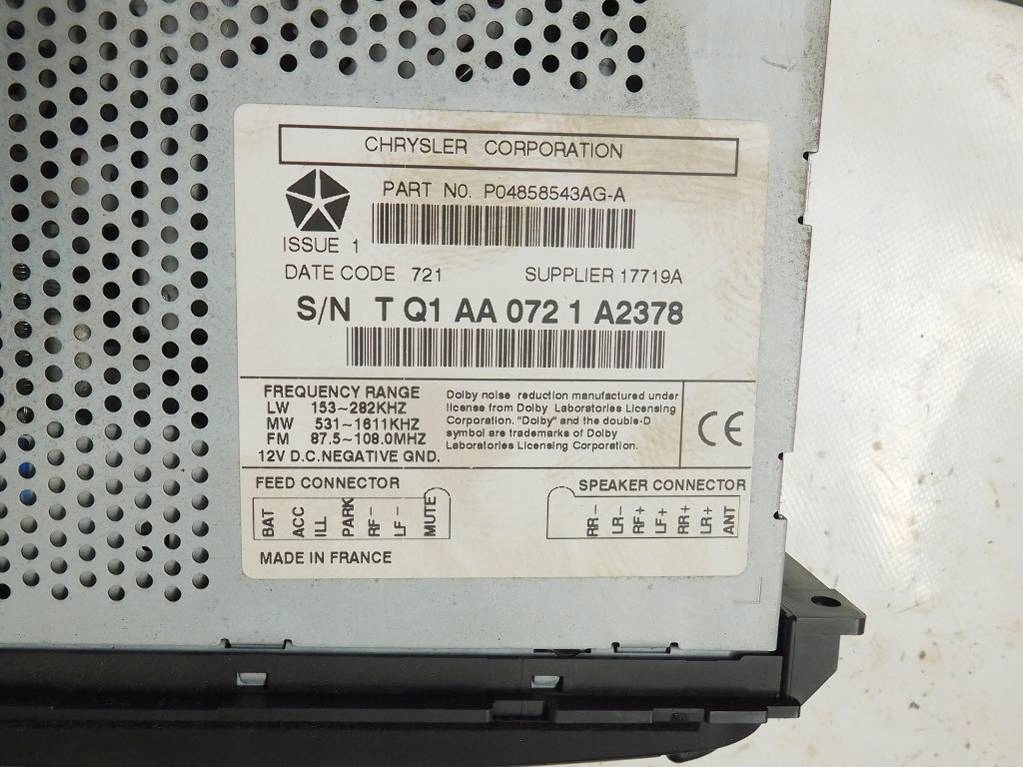 CHRYSLER CORPORATION
PART NO. P04858543AG-A
ISSUE 1
DATE CODE 721 SUPPLIER 17719A
S/N T Q1 AA 072 1 A2378
FREQUENCY RANGE
LW 153~282KHZ
MW 531~1611KHZ
FM 87.5~108.0MHZ
12V D.C.NEGATIVE GND.
Dolby noise reduction manufactured under
license from Dolby Laboratories Licensing
Corporation. "Dolby" and the double-D
symbol are trademarks of Dolby
Laboratories Licensing Corporation.
CE
FEED CONNECTOR
BAT
ACC
ILL
PARK
RF-
LF-
MUTE
SPEAKER CONNECTOR
RR-
LR-
RF+
LF+
RR+
LR+
ANT
MADE IN FRANCE